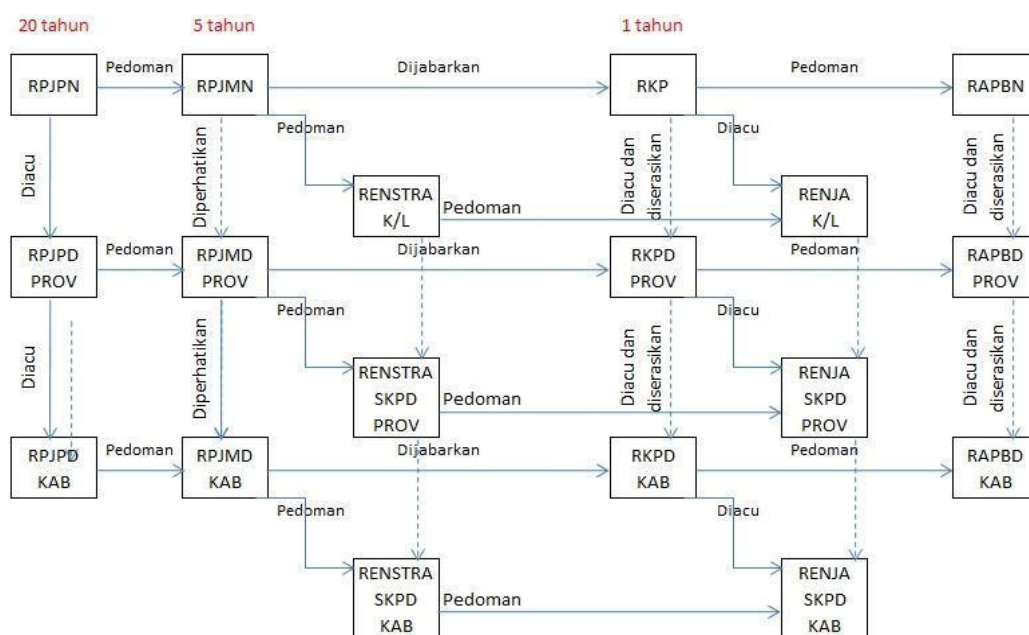 20 tahun
5 tahun
1 tahun
RPJPN
Pedoman
RPJMN
Dijabarkan
RKP
Pedoman
RAPBN
Diacu
Diperhatikan
Pedoman
Diacu dan
diserasikan
Diacu
Diacu dan
diserasikan
RENSTRA
K/L
Pedoman
RENJA
K/L
RPJPD
PROV
Pedoman
RPJMD
PROV
Dijabarkan
RKPD
PROV
Pedoman
RAPBD
PROV
Diacu
Diperhatikan
Pedoman
Diacu dan
diserasikan
Diacu
Diacu dan
diserasikan
RENSTRA
SKPD
PROV
Pedoman
RENJA
SKPD
PROV
RPJPD
KAB
Pedoman
RPJMD
KAB
Dijabarkan
RKPD
KAB
Pedoman
RAPBD
KAB
Pedoman
Diacu
RENSTRA
SKPD
KAB
Pedoman
RENJA
SKPD
KAB